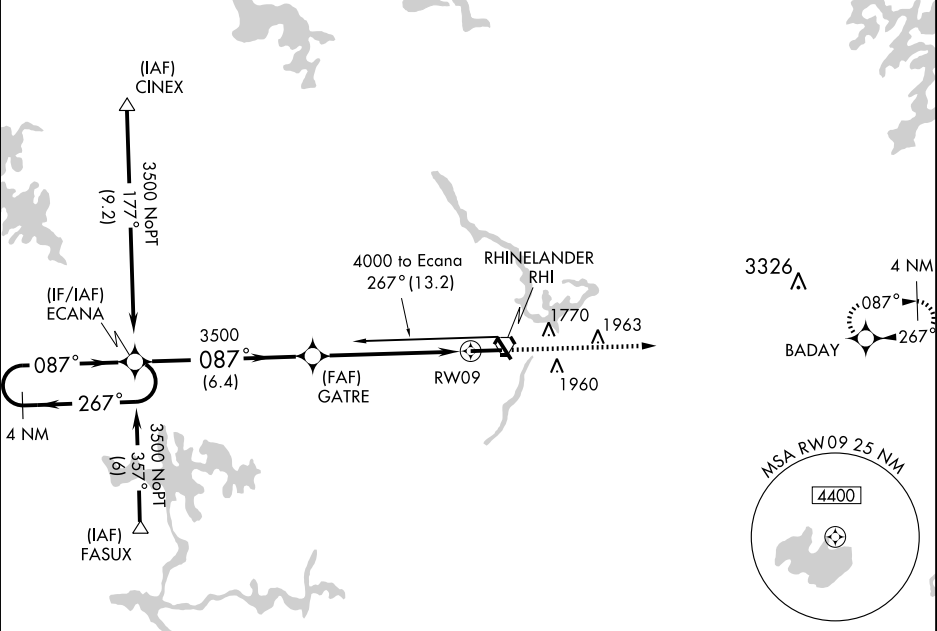 (IAF)
CINEX
3500 NoPT
177°
(9.2)
4000 to Ecana
267° (13.2)
RHINELANDER
RHI
3326
4 NM
087°
267°
BADAY
(IF/IAF)
ECANA
3500
087°
(6.4)
1770
1963
1960
RW09
(FAF)
GATRE
087°
267°
4 NM
3500 NoPT
357°
(6)
(IAF)
FASUX
MSA RW09 25 NM
4400